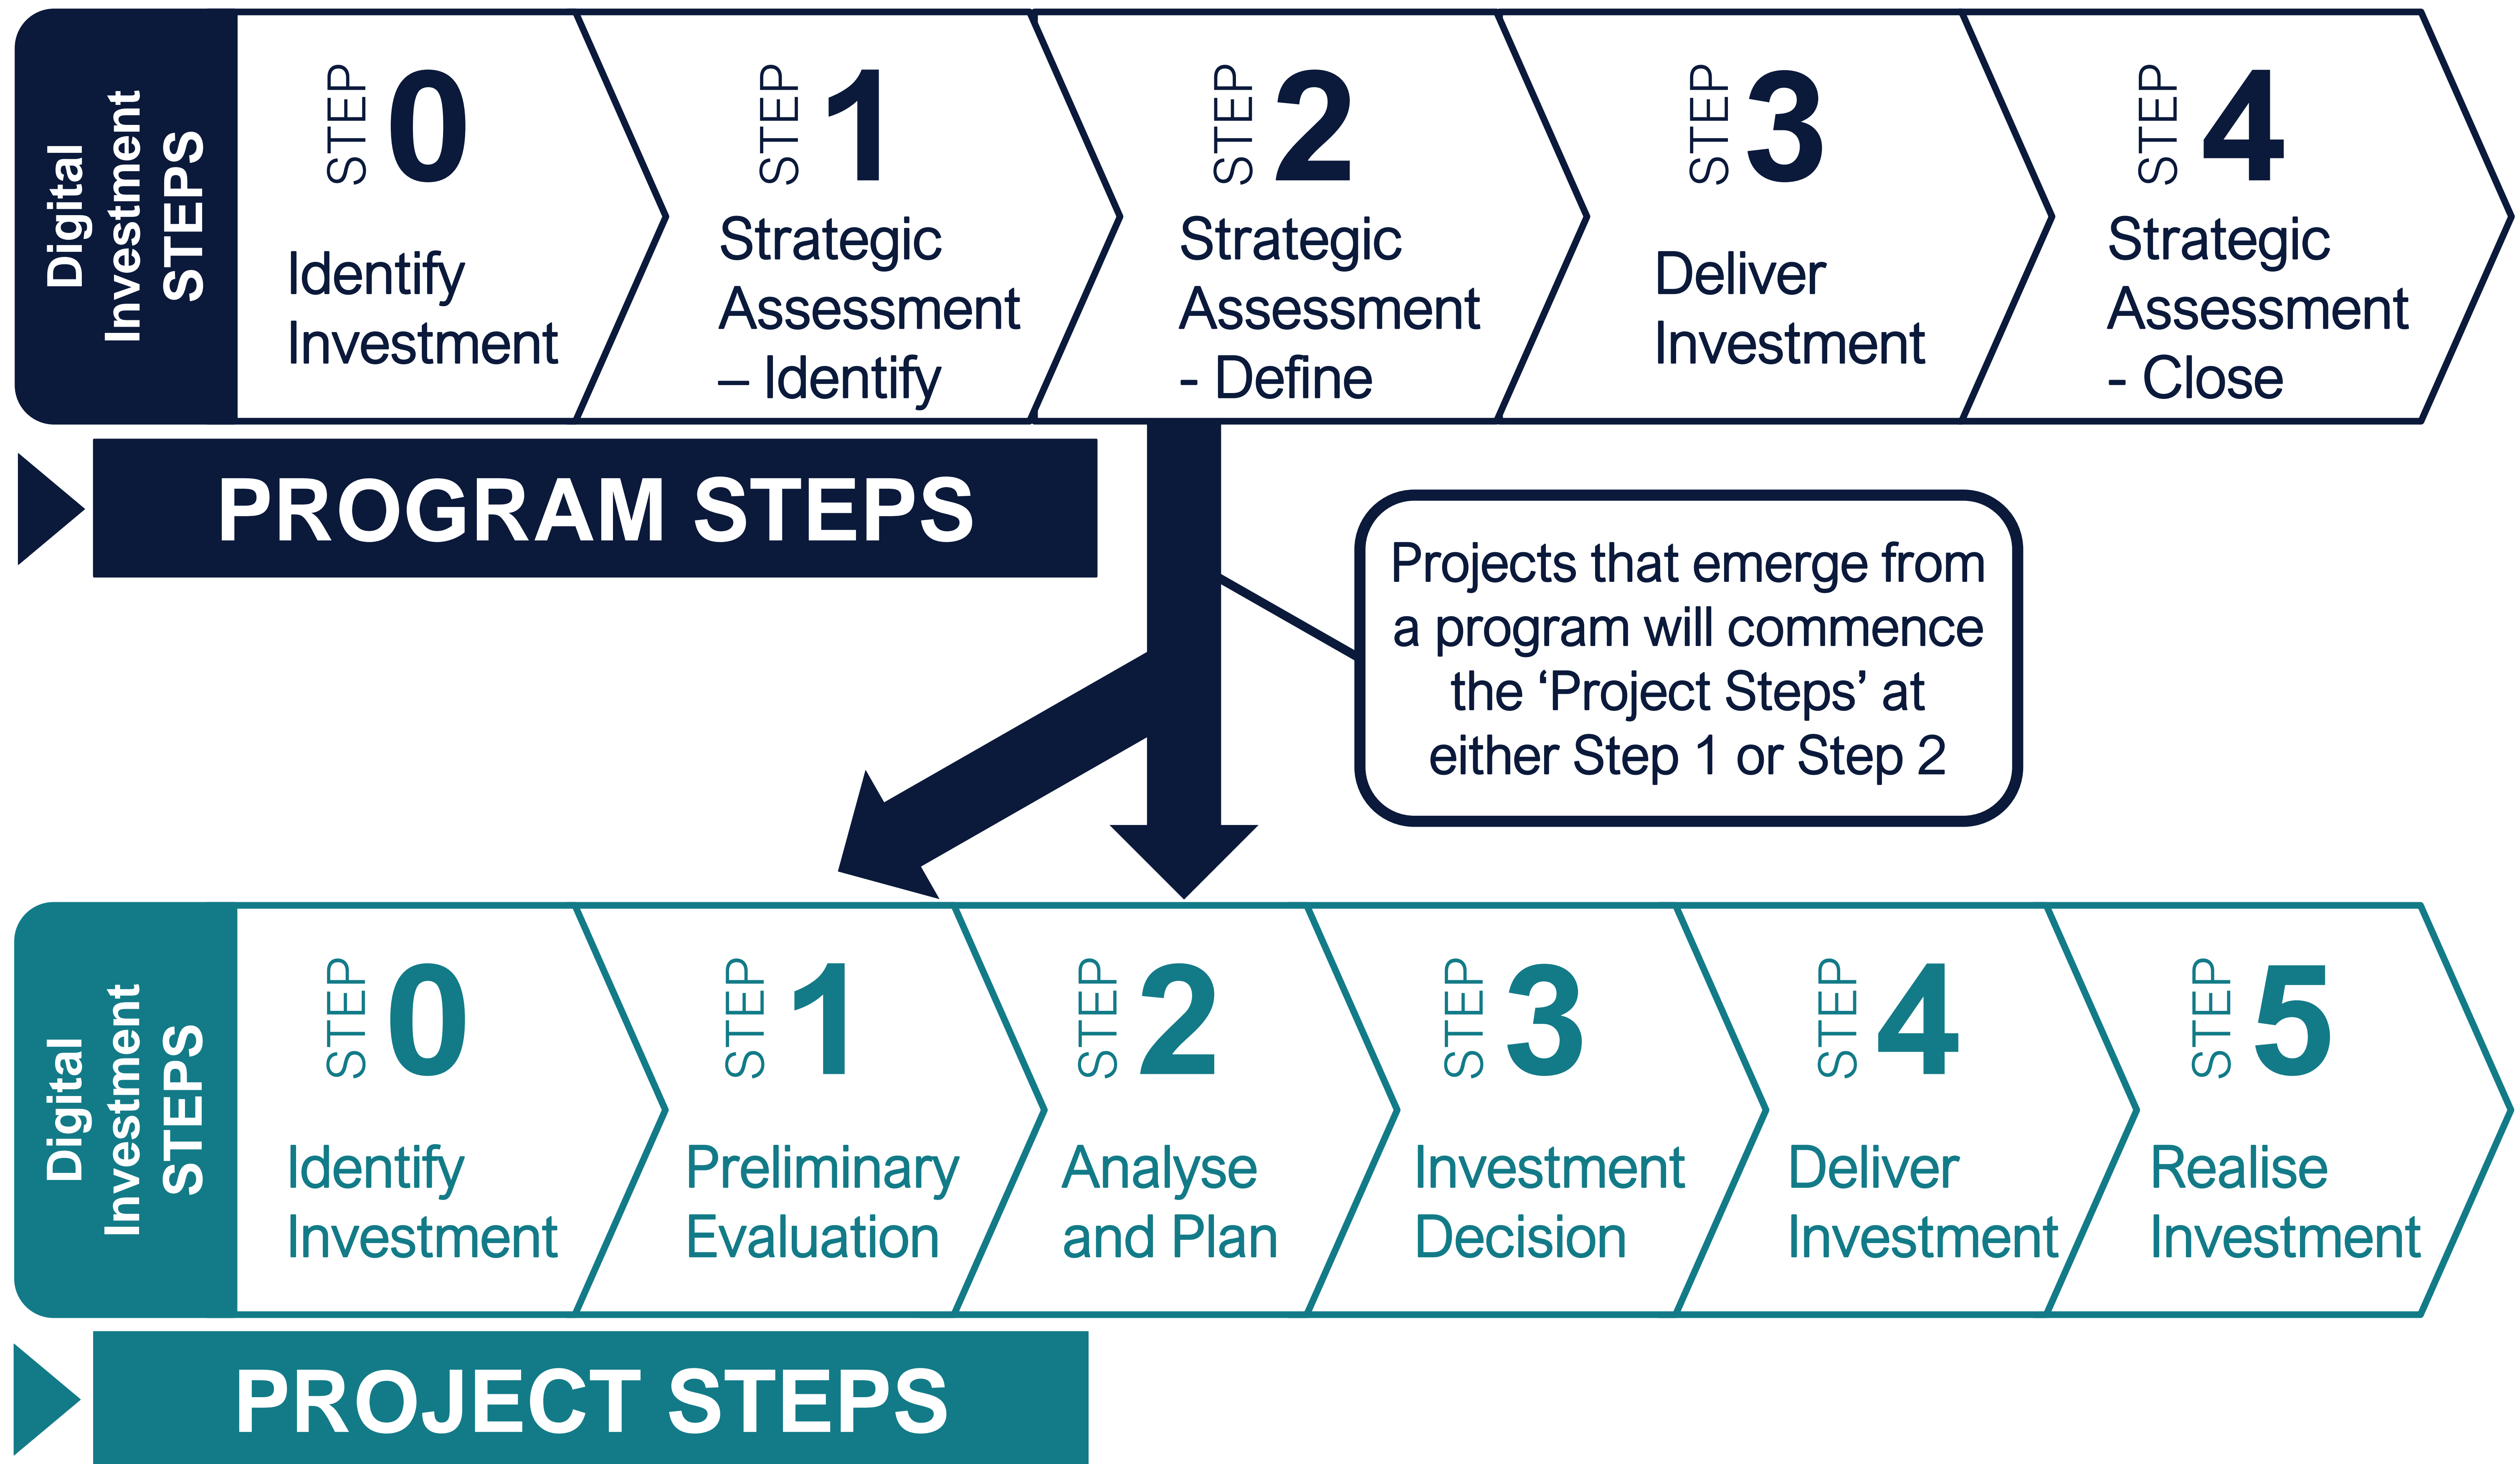 Digital
Investment
STEPS
STEP 0
Identify
Investment
STEP 1
Strategic
Assessment
– Identify
STEP 2
Strategic
Assessment
- Define
STEP 3
Deliver
Investment
STEP 4
Strategic
Assessment
- Close
PROGRAM STEPS
Projects that emerge from
a program will commence
the ‘Project Steps’ at
either Step 1 or Step 2
Digital
Investment
STEPS
STEP 0
Identify
Investment
STEP 1
Preliminary
Evaluation
STEP 2
Analyse
and Plan
STEP 3
Investment
Decision
STEP 4
Deliver
Investment
STEP 5
Realise
Investment
PROJECT STEPS